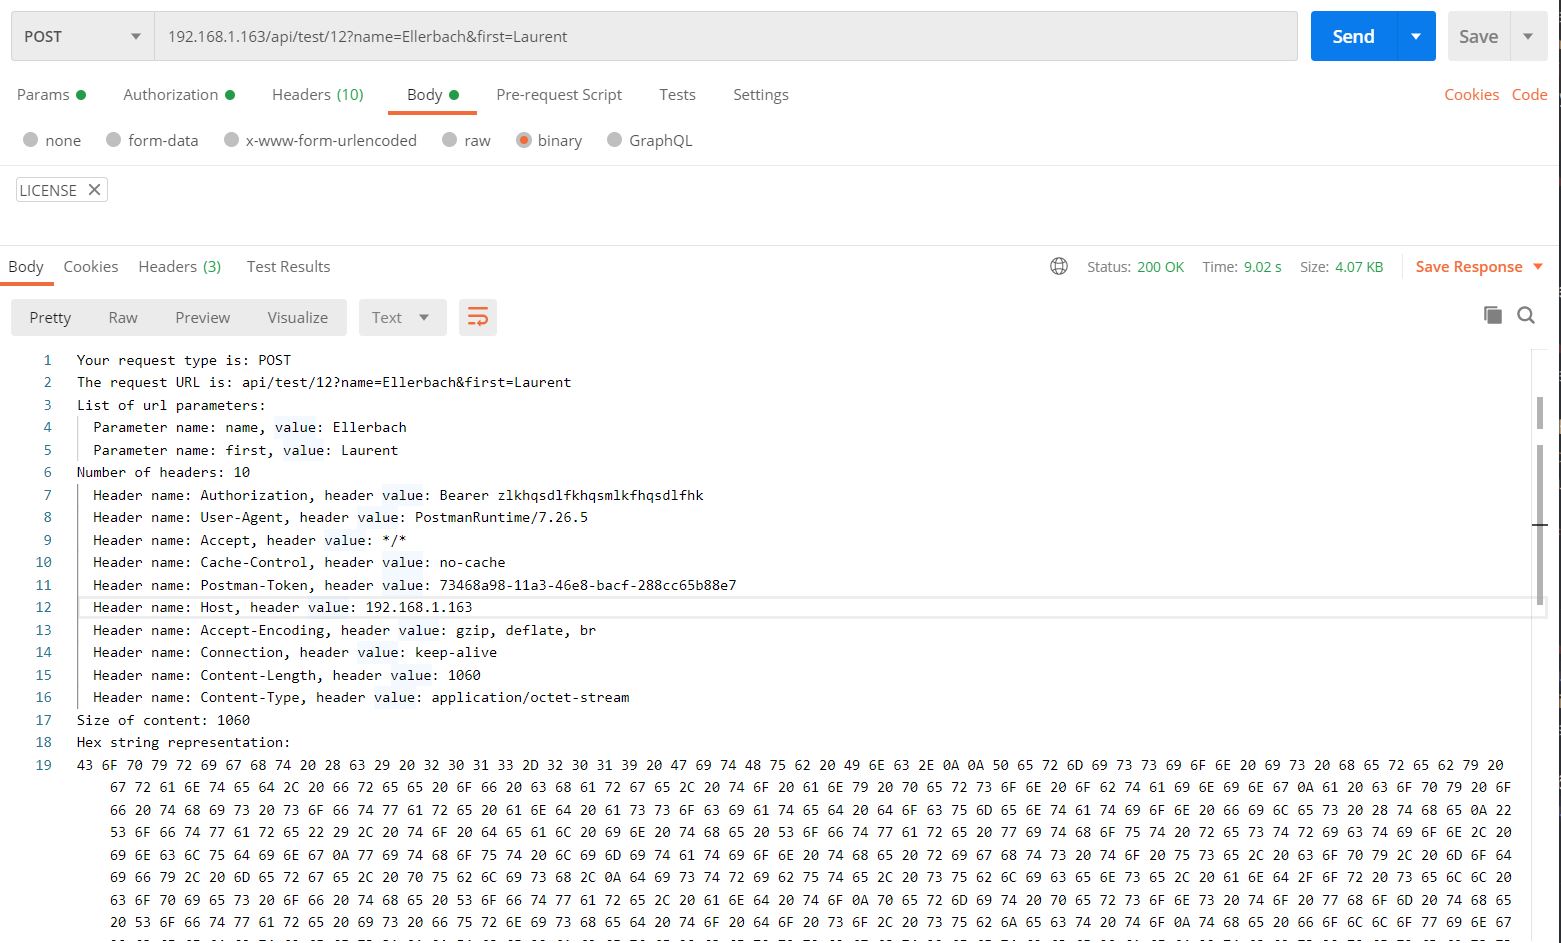 POST 192.168.1.163/api/test/12?name=Ellerbach&first=Laurent Send Save
Params Authorization Headers (10) Body Pre-request Script Tests Settings Cookies Code
none form-data x-www-form-urlencoded raw binary GraphQL
LICENSE
Body Cookies Headers (3) Test Results Status: 200 OK Time: 9.02 s Size: 4.07 KB Save Response
Pretty Raw Preview Visualize Text
1 Your request type is: POST
2 The request URL is: api/test/12?name=Ellerbach&first=Laurent
3 List of url parameters:
4 Parameter name: name, value: Ellerbach
5 Parameter name: first, value: Laurent
6 Number of headers: 10
7 Header name: Authorization, header value: Bearer zlkhqsdlfkhqsmlkfhqsdlfhk
8 Header name: User-Agent, header value: PostmanRuntime/7.26.5
9 Header name: Accept, header value: */*
10 Header name: Cache-Control, header value: no-cache
11 Header name: Postman-Token, header value: 73468a98-11a3-46e8-bacf-288cc65b88e7
12 Header name: Host, header value: 192.168.1.163
13 Header name: Accept-Encoding, header value: gzip, deflate, br
14 Header name: Connection, header value: keep-alive
15 Header name: Content-Length, header value: 1060
16 Header name: Content-Type, header value: application/octet-stream
17 Size of content: 1060
18 Hex string representation:
19 43 6F 70 79 72 69 67 68 74 20 28 63 29 20 32 30 31 33 2D 32 30 31 39 20 47 69 74 48 75 62 20 49 6E 63 2E 0A 0A 50 65 72 6D 69 73 73 69 6F 6E 20 69 73 20 68 65 72 65 62 79 20
67 72 61 6E 74 65 64 2C 20 66 72 65 65 20 6F 66 20 63 68 61 72 67 65 2C 20 74 6F 20 61 6E 79 20 70 65 72 73 6F 6E 20 6F 62 74 61 69 6E 69 6E 67 0A 61 20 63 6F 70 79 20 6F
66 20 74 68 69 73 20 73 6F 66 74 77 61 72 65 20 61 6E 64 20 61 73 73 6F 63 69 61 74 65 64 20 64 6F 63 75 6D 65 6E 74 61 74 69 6F 6E 20 66 69 6C 65 73 20 28 74 68 65 0A 22
53 6F 66 74 77 61 72 65 22 29 2C 20 74 6F 20 64 65 61 6C 20 69 6E 20 74 68 65 20 53 6F 66 74 77 61 72 65 20 77 69 74 68 6F 75 74 20 72 65 73 74 72 69 63 74 69 6F 6E 2C 20
69 6E 63 6C 75 64 69 6E 67 0A 77 69 74 68 6F 75 74 20 6C 69 6D 69 74 61 74 69 6F 6E 20 74 68 65 20 72 69 67 68 74 73 20 74 6F 20 75 73 65 2C 20 63 6F 70 79 2C 20 6D 6F 64
69 66 79 2C 20 6D 65 72 67 65 2C 20 70 75 62 6C 69 73 68 2C 0A 64 69 73 74 72 69 62 75 74 65 2C 20 73 75 62 6C 69 63 65 6E 73 65 2C 20 61 6E 64 2F 6F 72 20 73 65 6C 6C 20
63 6F 70 69 65 73 20 6F 66 20 74 68 65 20 53 6F 66 74 77 61 72 65 2C 20 61 6E 64 20 74 6F 0A 70 65 72 6D 69 74 20 70 65 72 73 6F 6E 73 20 74 6F 20 77 68 6F 6D 20 74 68 65
20 53 6F 66 74 77 61 72 65 20 69 73 20 66 75 72 6E 69 73 68 65 64 20 74 6F 20 64 6F 20 73 6F 2C 20 73 75 62 6A 65 63 74 20 74 6F 0A 74 68 65 20 66 6F 6C 6C 6F 77 69 6E 67